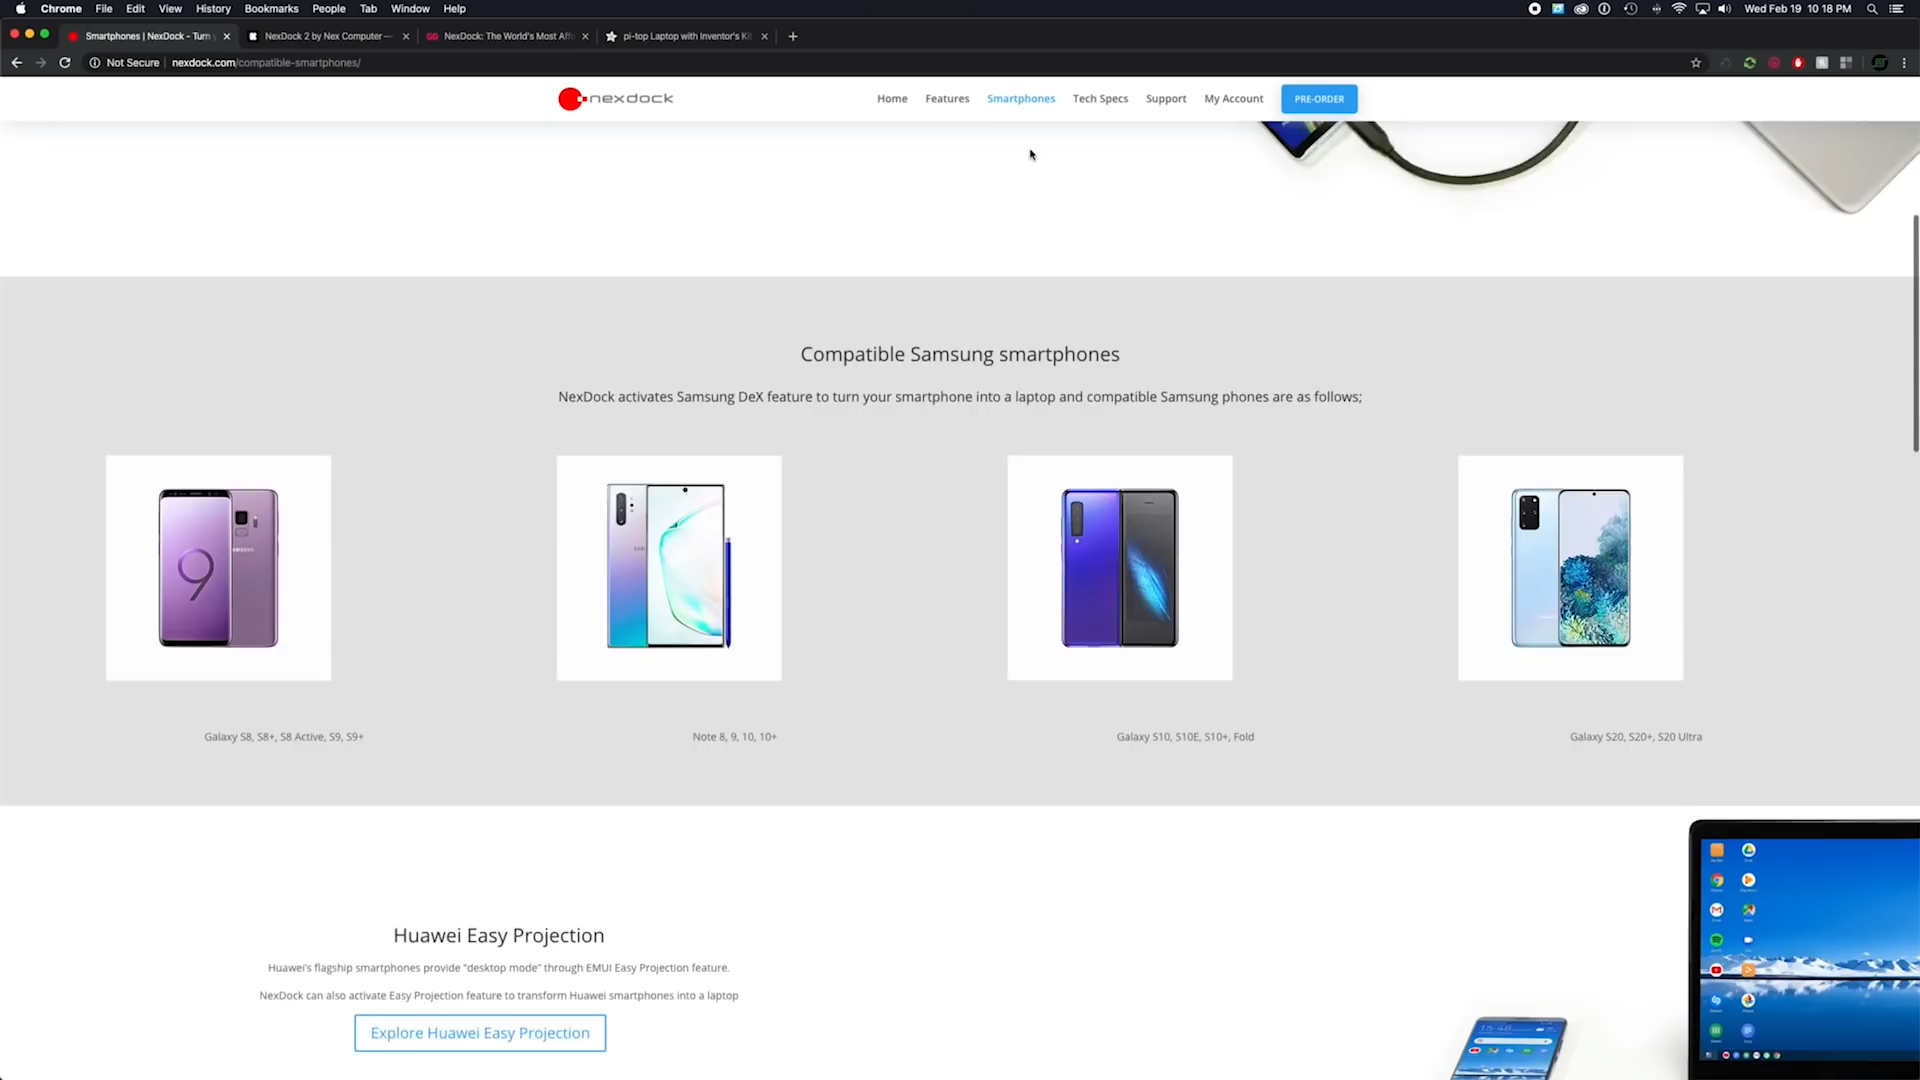 Chrome File Edit View History Bookmarks People Tab Window Help
Wed Feb 19 10:18 PM
Smartphones | NexDock - Turn
NexDock 2 by Nex Computer —
GO NexDock: The World's Most Aff
pi-top Laptop with Inventor's Ki
Not Secure nexdock.com/compatible-smartphones/
nexdock
Home Features Smartphones Tech Specs Support My Account PRE-ORDER
Compatible Samsung smartphones
NexDock activates Samsung DeX feature to turn your smartphone into a laptop and compatible Samsung phones are as follows;
9
Galaxy S8, S8+, S8 Active, S9, S9+
Note 8, 9, 10, 10+
Galaxy S10, S10E, S10+, Fold
Galaxy S20, S20+, S20 Ultra
Huawei Easy Projection
Huawei's flagship smartphones provide "desktop mode" through EMUI Easy Projection feature.
NexDock can also activate Easy Projection feature to transform Huawei smartphones into a laptop
Explore Huawei Easy Projection